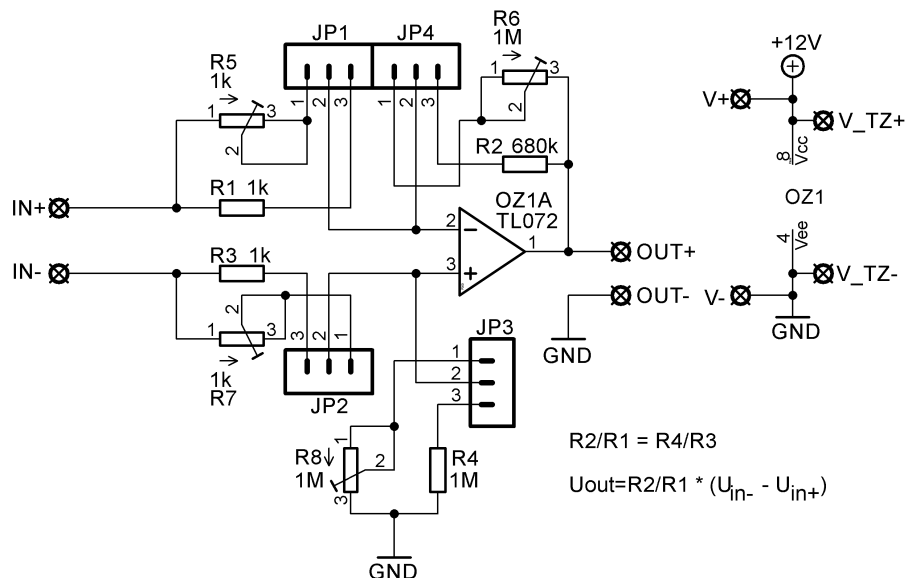 JP1 JP4
R6
1M
1 3
2
+12V
R5
1k
1 3
2
1 2 3
1 2 3
V+
V_TZ+
8 Vcc
R2 680k
R1 1k
IN+
OZ1A
TL072
OZ1
2
3
1
4 Vee
IN-
R3 1k
OUT+
V_TZ-
2
1 3
3 2 1
OUT-
V-
GND
GND
1k
R7
JP2
JP3
1
2
3
R8
1M
1
2
3
R4
1M
R2/R1 = R4/R3
Uout=R2/R1 * (Uin- - Uin+)
GND